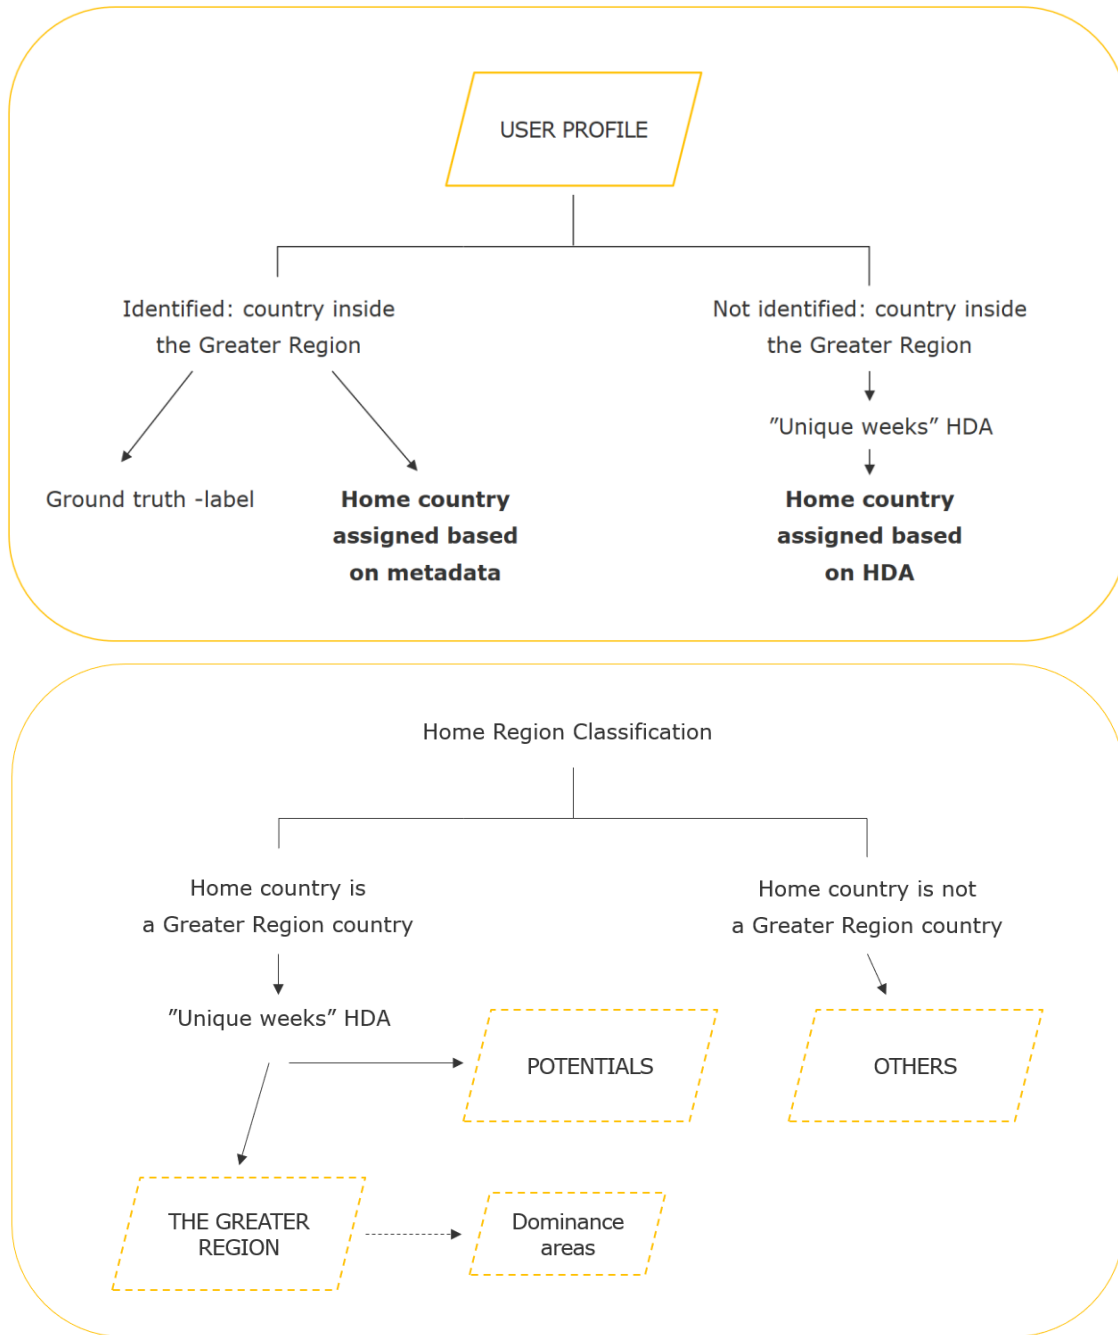 USER PROFILE
Identified: country inside
the Greater Region
Not identified: country inside
the Greater Region
”Unique weeks” HDA
Ground truth -label
Home country
assigned based
on metadata
Home country
assigned based
on HDA
Home Region Classification
Home country is
a Greater Region country
Home country is not
a Greater Region country
”Unique weeks” HDA
POTENTIALS
OTHERS
THE GREATER
REGION
Dominance
areas